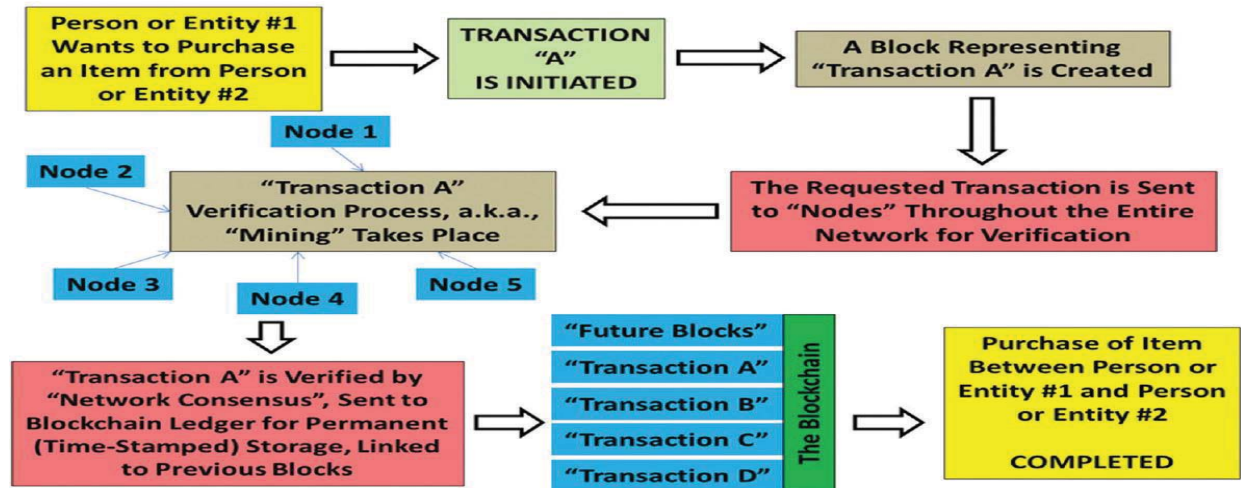 Person or Entity #1
Wants to Purchase
an Item from Person
or Entity #2
TRANSACTION
“A”
IS INITIATED
A Block Representing
“Transaction A” is Created
The Requested Transaction is Sent
to “Nodes” Throughout the Entire
Network for Verification
Node 1
Node 2
“Transaction A”
Verification Process, a.k.a.,
“Mining” Takes Place
Node 3
Node 4
Node 5
“Transaction A” is Verified by
“Network Consensus”, Sent to
Blockchain Ledger for Permanent
(Time-Stamped) Storage, Linked
to Previous Blocks
“Future Blocks”
“Transaction A”
“Transaction B”
“Transaction C”
“Transaction D”
The Blockchain
Purchase of Item
Between Person or
Entity #1 and Person
or Entity #2
COMPLETED